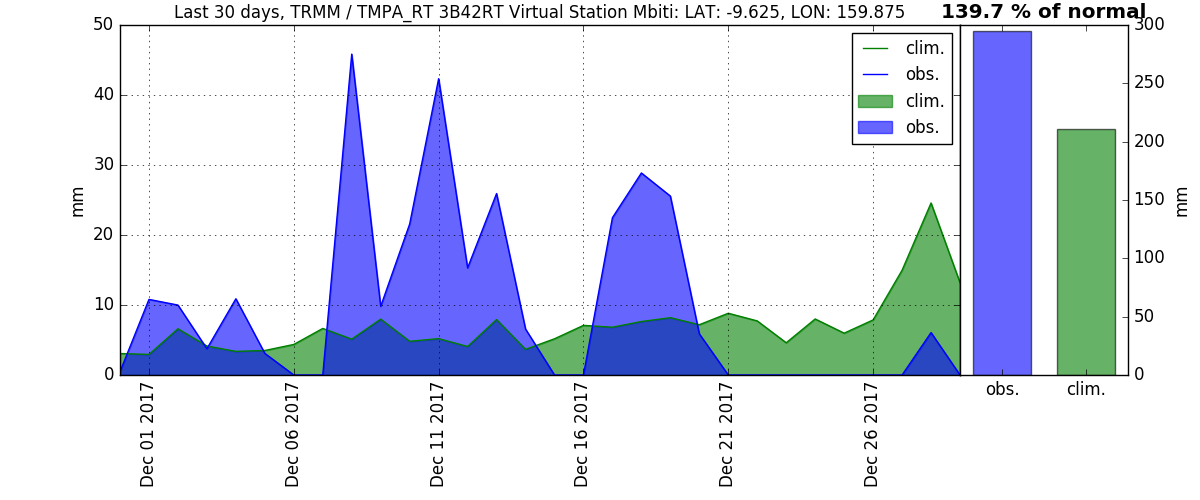 Last 30 days, TRMM / TMPA_RT 3B42RT Virtual Station Mbiti: LAT: -9.625, LON: 159.875
139.7 % of normal
50
40
30
20
10
0
mm
clim.
obs.
clim.
obs.
Dec 01 2017
Dec 06 2017
Dec 11 2017
Dec 16 2017
Dec 21 2017
Dec 26 2017
300
250
200
150
100
50
0
mm
obs.
clim.